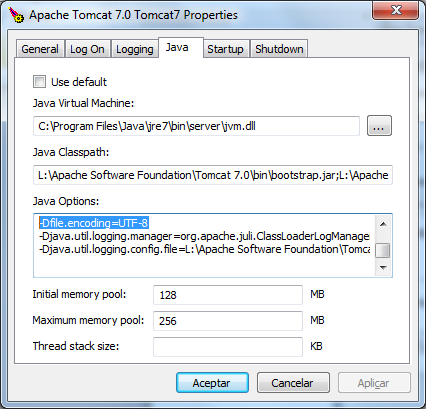 Apache Tomcat 7.0 Tomcat7 Properties
General Log On Logging Java Startup Shutdown
Use default
Java Virtual Machine:
C:\Program Files\Java\jre7\bin\server\jvm.dll
...
Java Classpath:
L:\Apache Software Foundation\Tomcat 7.0\bin\bootstrap.jar;L:\Apache
Java Options:
-Dfile.encoding=UTF-8
-Djava.util.logging.manager=org.apache.juli.ClassLoaderLogManage
-Djava.util.logging.config.file=L:\Apache Software Foundation\Tomca
Initial memory pool: 128 MB
Maximum memory pool: 256 MB
Thread stack size: KB
Aceptar Cancelar Aplicar